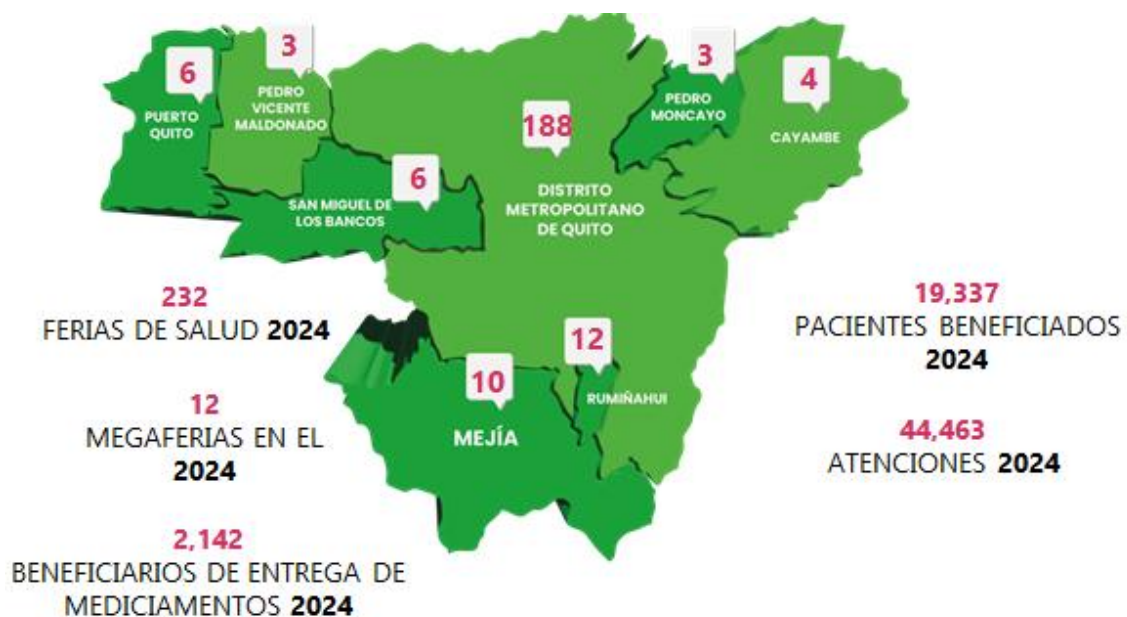 6
PUERTO
QUITO
3
PEDRO
VICENTE
MALDONADO
188
DISTRITO
METROPOLITANO
DE QUITO
3
PEDRO
MONCAYO
4
CAYAMBE
6
SAN MIGUEL DE
LOS BANCOS
232
FERIAS DE SALUD 2024
12
MEGAFERIAS EN EL
2024
2,142
BENEFICIARIOS DE ENTREGA DE
MEDICIAMENTOS 2024
10
MEJÍA
12
RUMIÑAHUI
19,337
PACIENTES BENEFICIADOS
2024
44,463
ATENCIONES 2024